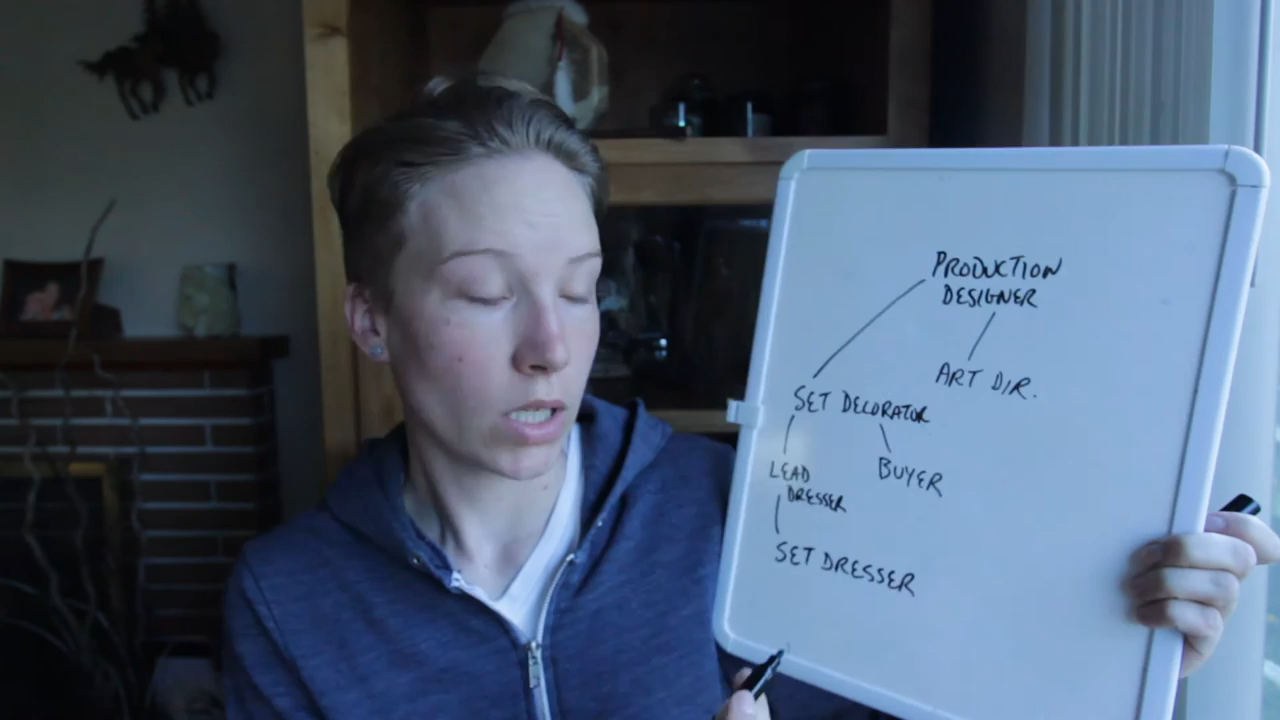 PRODUCTION
DESIGNER
ART DIR.
SET DECORATOR
LEAD
DRESSER
BUYER
SET DRESSER